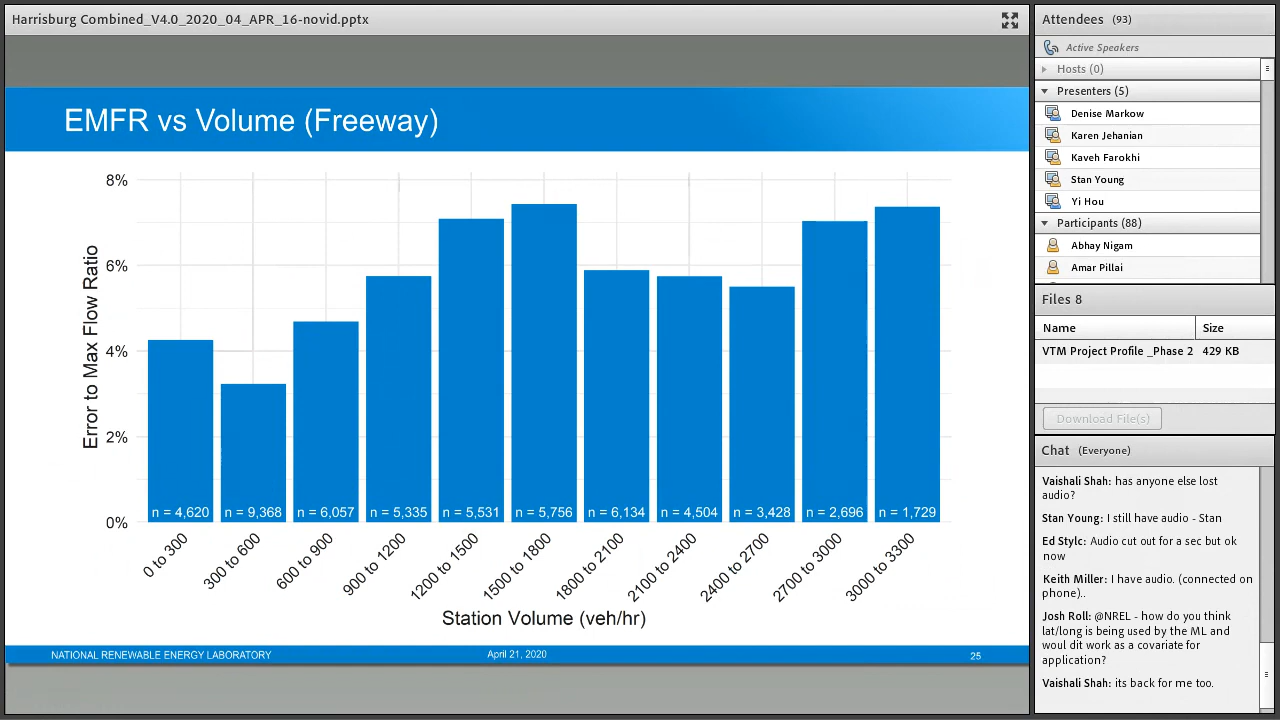 Harrisburg Combined_V4.0_2020_04_APR_16-novid.pptx
EMFR vs Volume (Freeway)
Error to Max Flow Ratio
8%
6%
4%
2%
0%
n = 4,620
n = 9,368
n = 6,057
n = 5,335
n = 5,531
n = 5,756
n = 6,134
n = 4,504
n = 3,428
n = 2,696
n = 1,729
0 to 300
300 to 600
600 to 900
900 to 1200
1200 to 1500
1500 to 1800
1800 to 2100
2100 to 2400
2400 to 2700
2700 to 3000
3000 to 3300
Station Volume (veh/hr)
NATIONAL RENEWABLE ENERGY LABORATORY
April 21, 2020
25
Attendees (93)
Active Speakers
Hosts (0)
Presenters (5)
Denise Markow
Karen Jehanian
Kaveh Farokhi
Stan Young
Yi Hou
Participants (88)
Abhay Nigam
Amar Pillai
Files 8
Name Size
VTM Project Profile _Phase 2 429 KB
Download File(s)
Chat (Everyone)
Vaishali Shah: has anyone else lost
audio?
Stan Young: I still have audio - Stan
Ed Stylc: Audio cut out for a sec but ok
now
Keith Miller: I have audio. (connected on
phone)..
Josh Roll: @NREL - how do you think
lat/long is being used by the ML and
woul dit work as a covariate for
application?
Vaishali Shah: its back for me too.